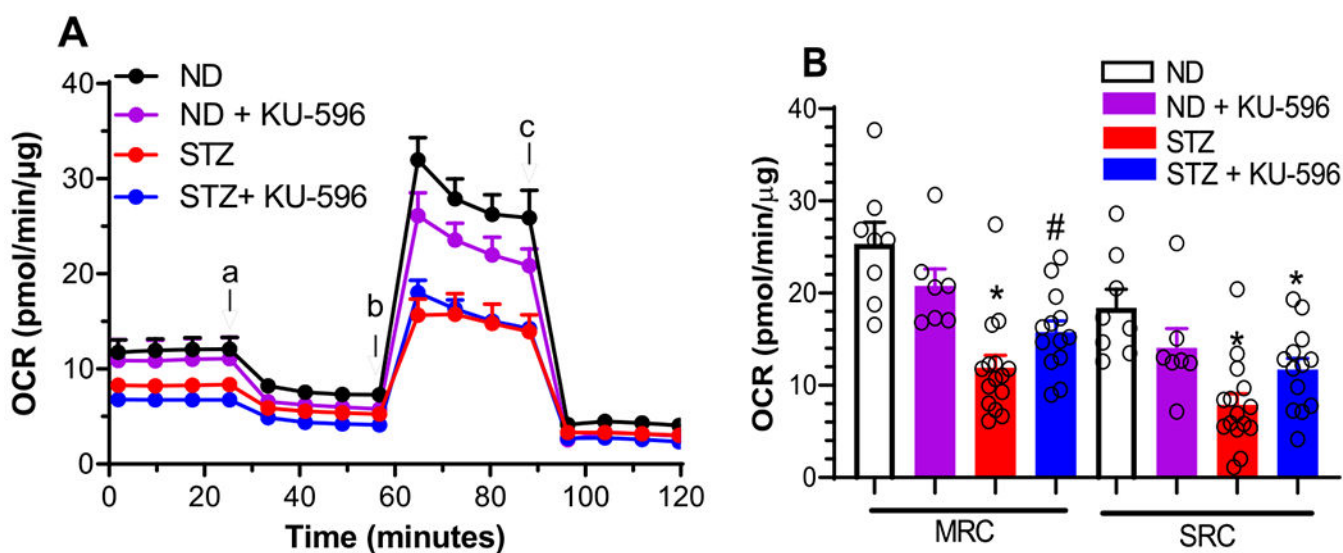 A
ND
ND + KU-596
STZ
STZ+ KU-596
a
b
c
OCR (pmol/min/µg)
40
30
20
10
0
0 20 40 60 80 100 120
Time (minutes)
B
ND
ND + KU-596
STZ
STZ + KU-596
OCR (pmol/min/µg)
40
30
20
10
0
* # * *
MRC SRC